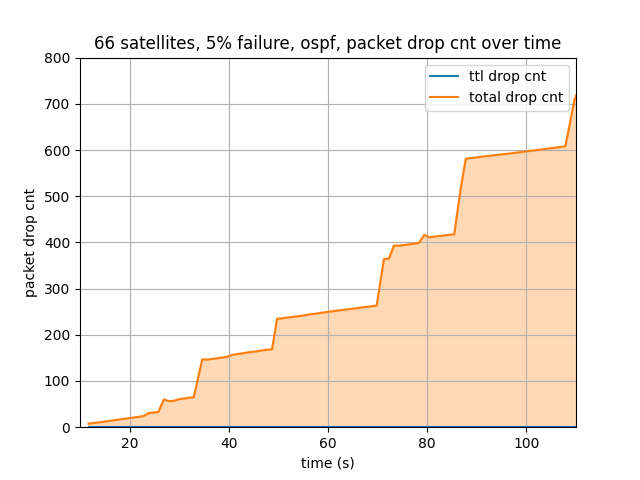 66 satellites, 5% failure, ospf, packet drop cnt over time
ttl drop cnt
total drop cnt
800
700
600
500
400
300
200
100
0
packet drop cnt
20 40 60 80 100
time (s)